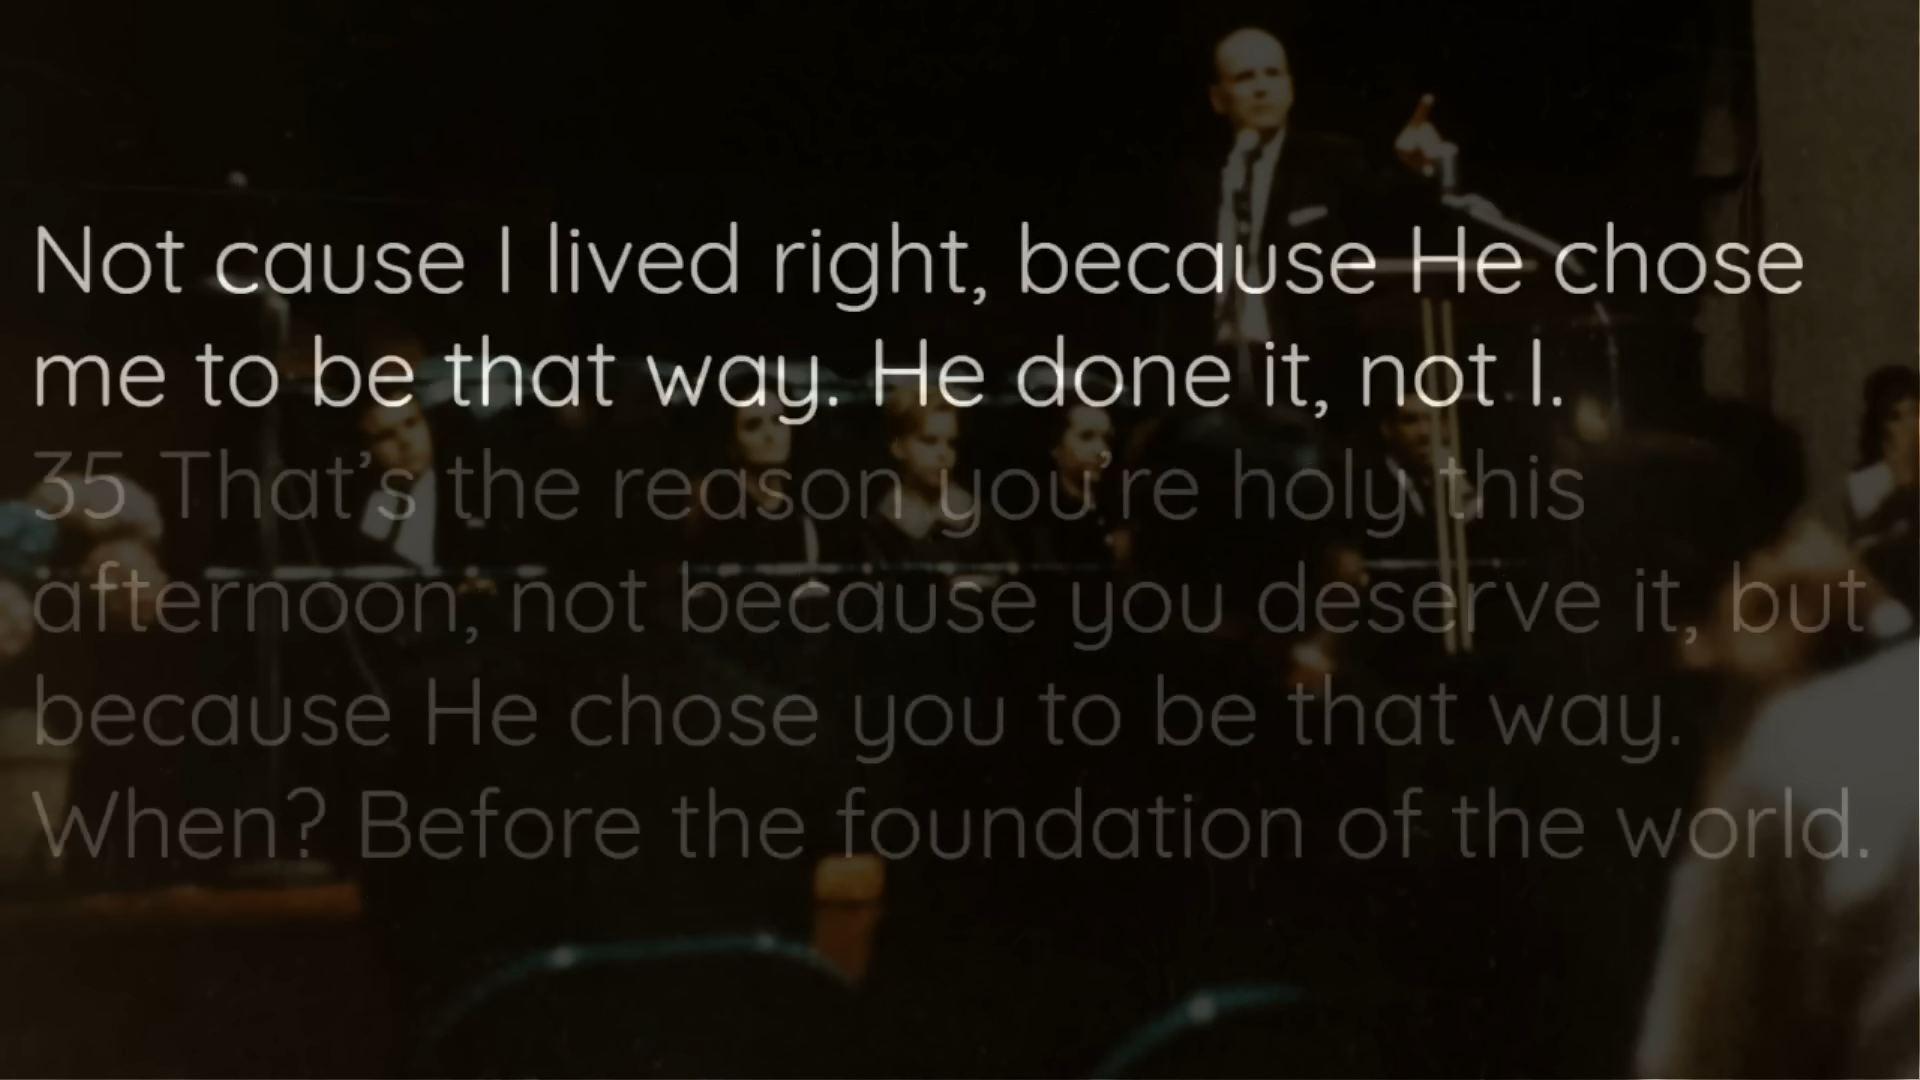 Not cause I lived right, because He chose
me to be that way. He done it, not I.
35 That’s the reason you’re holy this
afternoon, not because you deserve it, but
because He chose you to be that way.
When? Before the foundation of the world.